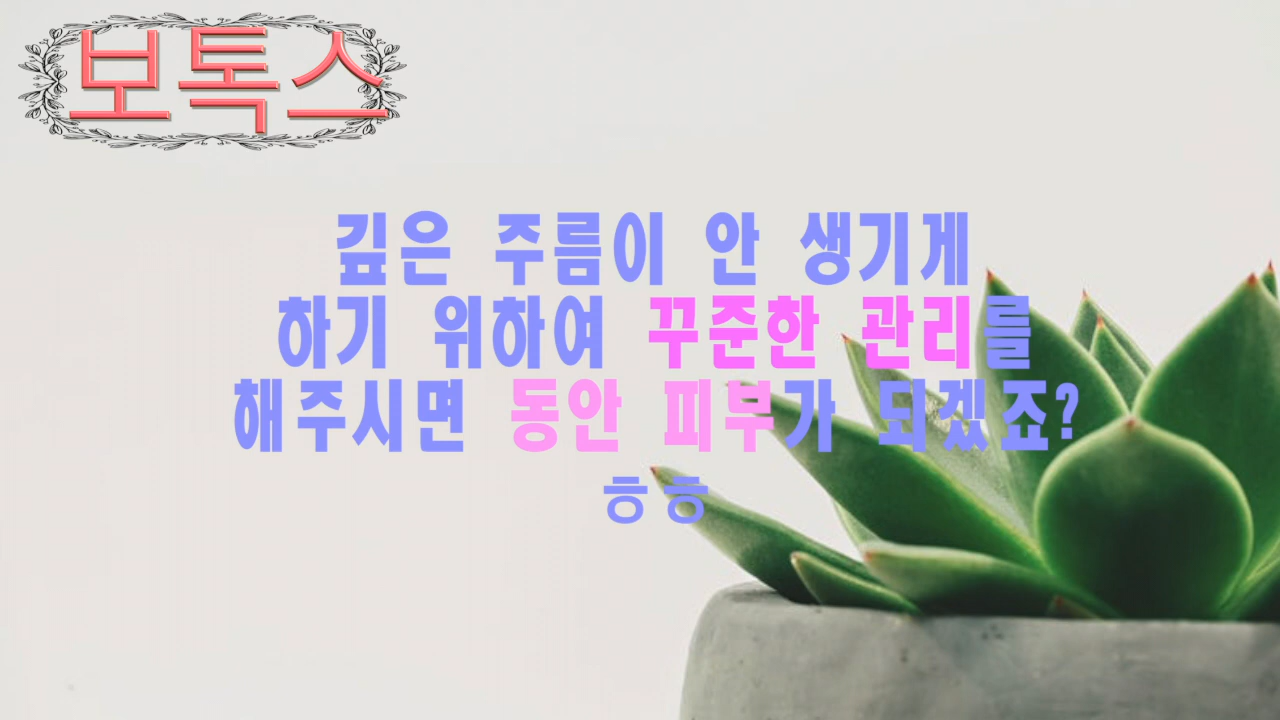 보톡스
깊은 주름이 안 생기게
하기 위하여 꾸준한 관리를
해주시면 동안 피부가 되겠죠?
ㅎㅎ